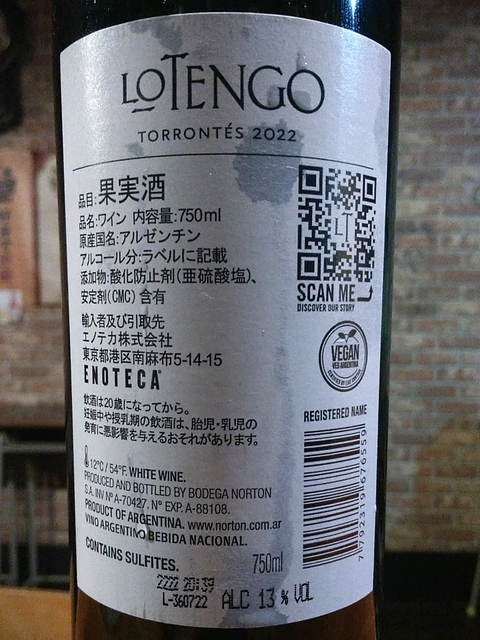 LOTENGO
TORRONTÉS 2022
品目:果実酒
品名:ワイン 内容量:750ml
原産国名:アルゼンチン
アルコール分:ラベルに記載
添加物:酸化防止剤(亜硫酸塩)、
安定剤(CMC) 含有
輸入者及び引取先
エノテカ株式会社
東京都港区南麻布5-14-15
ENOTECA
飲酒は20歳になってから。
妊娠中や授乳期の飲酒は、胎児・乳児の
発育に悪影響を与えるおそれがあります。
LT
SCAN ME
DISCOVER OUR STORY
VEGAN
VEG ARGENTINA
REGISTERED NAME
12°C / 54°F. WHITE WINE.
PRODUCED AND BOTTLED BY BODEGA NORTON
S.A. INV Nº A-70427. Nº EXP. A-88108.
PRODUCT OF ARGENTINA. www.norton.com.ar
VINO ARGENTINO BEBIDA NACIONAL.
CONTAINS SULFITES.
750ml
7792319676559
2222 20:39
L-360722 ALC 13 % VOL